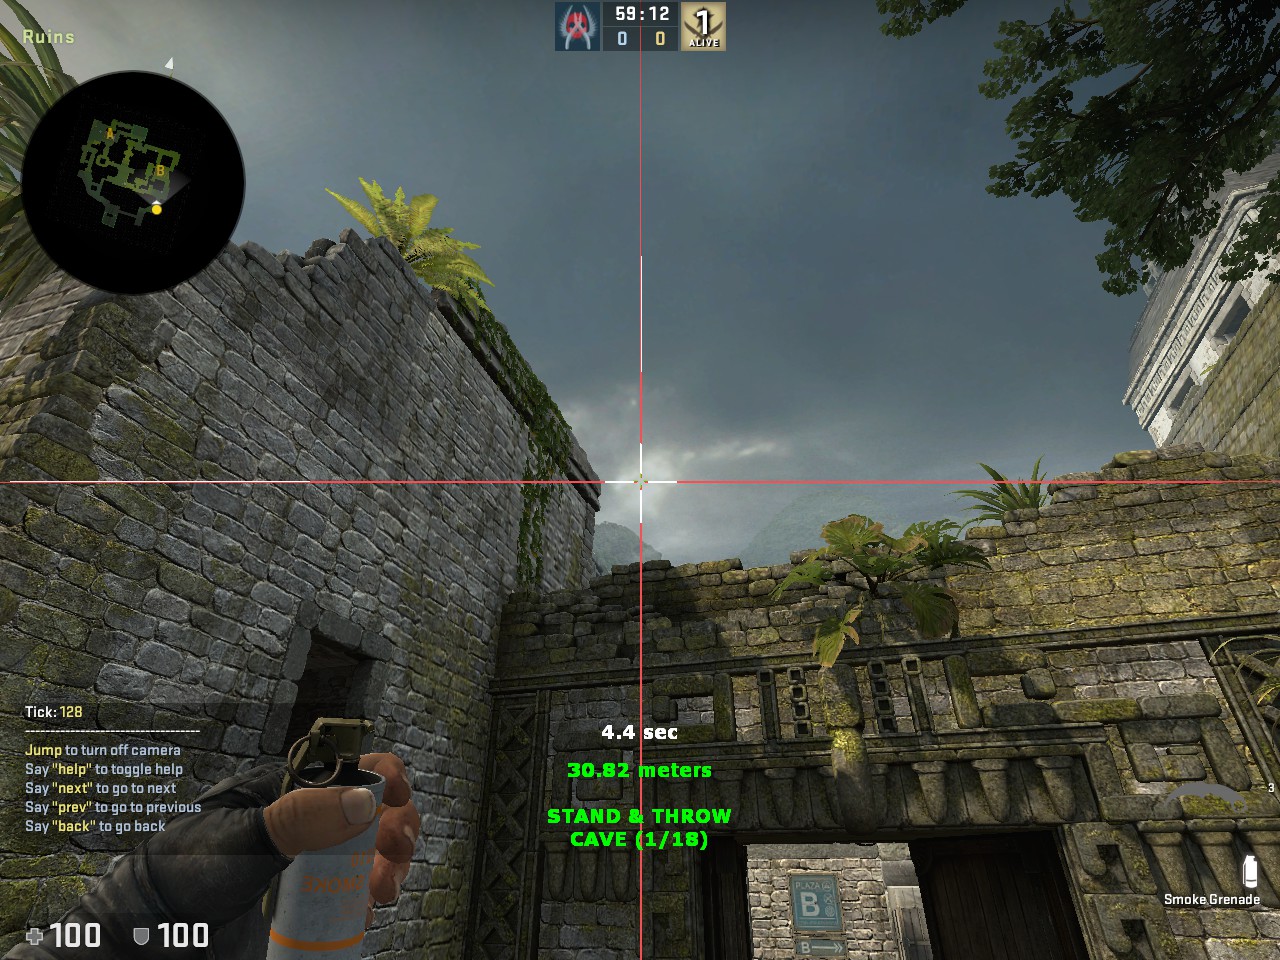 Ruins
59:12
0 0
1
ALIVE
A
B
Tick: 128
Jump to turn off camera
Say "help" to toggle help
Say "next" to go to next
Say "prev" to go to previous
Say "back" to go back
4.4 sec
30.82 meters
STAND & THROW
CAVE (1/18)
3
Smoke Grenade
PLAZA
B
B
100 100